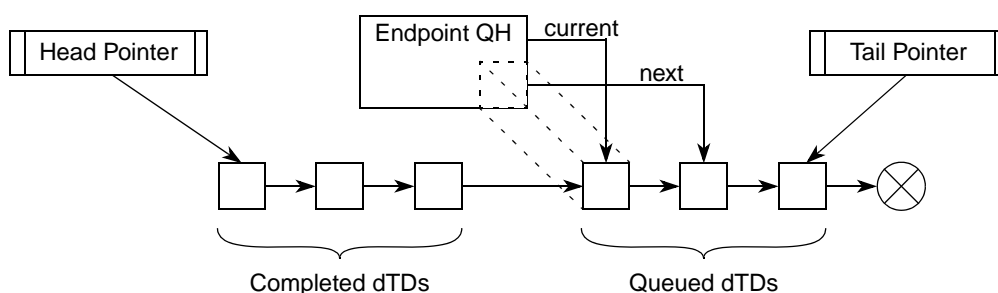 Endpoint QH
current
Head Pointer
Tail Pointer
next
Completed dTDs
Queued dTDs